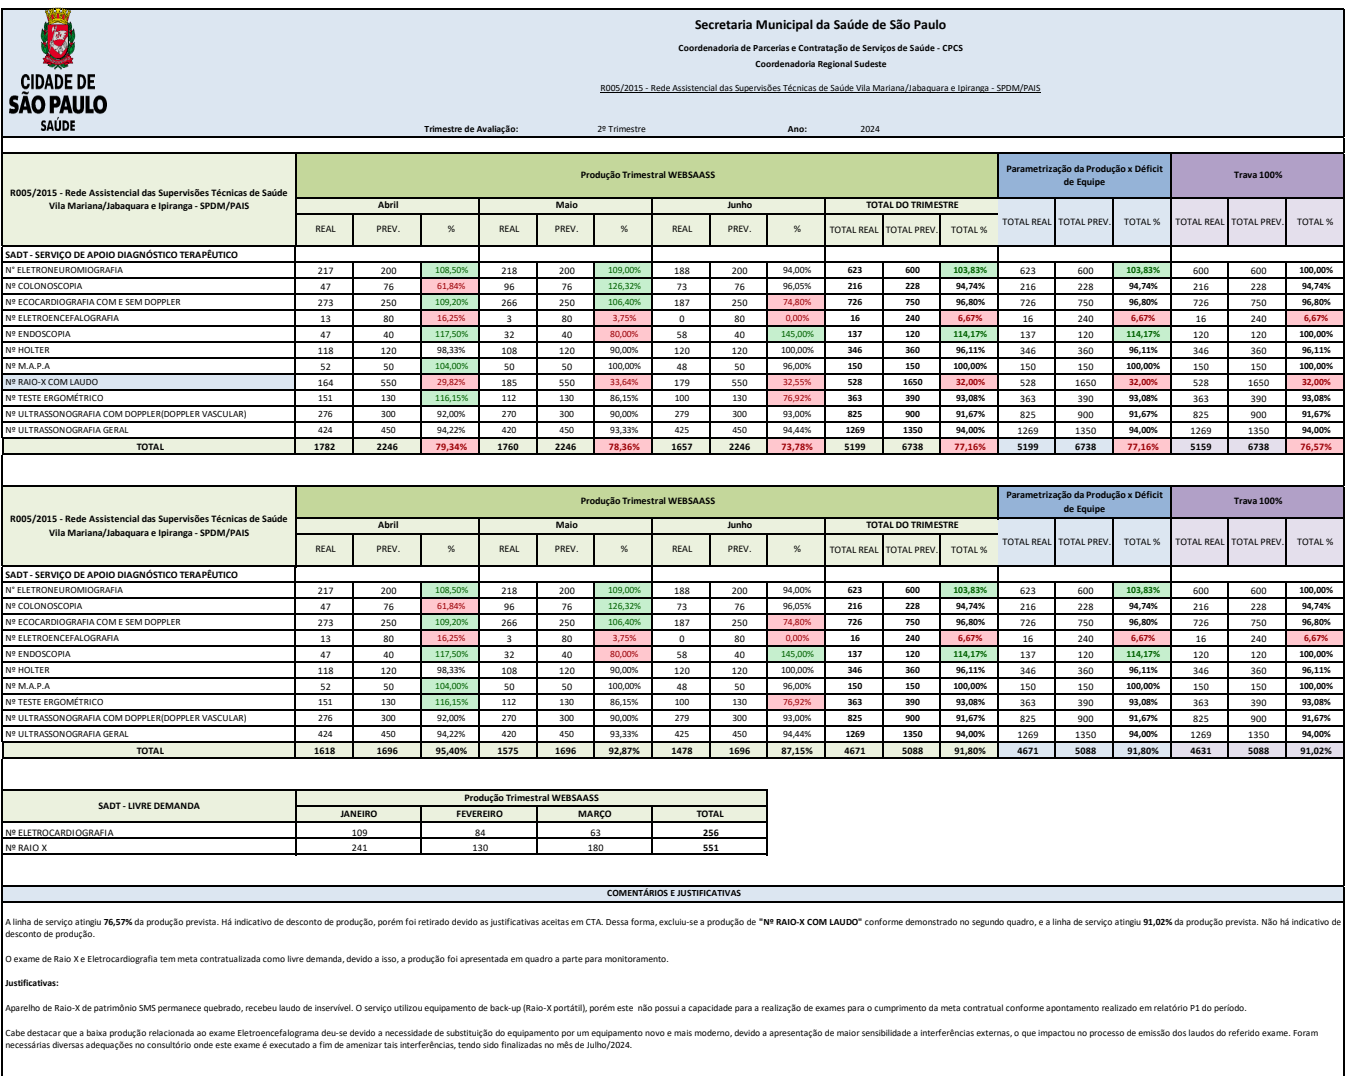 Secretaria Municipal da Saúde de São Paulo
Coordenadoria de Parcerias e Contratação de Serviços de Saúde - CPCS
Coordenadoria Regional Sudeste
CIDADE DE
SÃO PAULO
SAÚDE
R005/2015 - Rede Assistencial das Supervisões Técnicas de Saúde Vila Mariana/Jabaquara e Ipiranga - SPDM/PAIS
Trimestre de Avaliação: 2º Trimestre Ano: 2024
R005/2015 - Rede Assistencial das Supervisões Técnicas de Saúde Vila Mariana/Jabaquara e Ipiranga - SPDM/PAIS
Produção Trimestral WEBSAASS
Parametrização da Produção x Déficit de Equipe
Trava 100%
Abril Maio Junho TOTAL DO TRIMESTRE
REAL PREV. % REAL PREV. % REAL PREV. % TOTAL REAL TOTAL PREV. TOTAL % TOTAL REAL TOTAL PREV. TOTAL % TOTAL REAL TOTAL PREV. TOTAL %
SADT - SERVIÇO DE APOIO DIAGNÓSTICO TERAPÊUTICO
N° ELETRONEUROMIOGRAFIA 217 200 108,50% 218 200 109,00% 188 200 94,00% 623 600 103,83% 623 600 103,83% 600 600 100,00%
Nº COLONOSCOPIA 47 76 61,84% 96 76 126,32% 73 76 96,05% 216 228 94,74% 216 228 94,74% 216 228 94,74%
Nº ECOCARDIOGRAFIA COM E SEM DOPPLER 273 250 109,20% 266 250 106,40% 187 250 74,80% 726 750 96,80% 726 750 96,80% 726 750 96,80%
Nº ELETROENCEFALOGRAFIA 13 80 16,25% 3 80 3,75% 0 80 0,00% 16 240 6,67% 16 240 6,67% 16 240 6,67%
Nº ENDOSCOPIA 47 40 117,50% 32 40 80,00% 58 40 145,00% 137 120 114,17% 137 120 114,17% 120 120 100,00%
Nº HOLTER 118 120 98,33% 108 120 90,00% 120 120 100,00% 346 360 96,11% 346 360 96,11% 346 360 96,11%
Nº M.A.P.A 52 50 104,00% 50 50 100,00% 48 50 96,00% 150 150 100,00% 150 150 100,00% 150 150 100,00%
Nº RAIO-X COM LAUDO 164 550 29,82% 185 550 33,64% 179 550 32,55% 528 1650 32,00% 528 1650 32,00% 528 1650 32,00%
Nº TESTE ERGOMÉTRICO 151 130 116,15% 112 130 86,15% 100 130 76,92% 363 390 93,08% 363 390 93,08% 363 390 93,08%
Nº ULTRASSONOGRAFIA COM DOPPLER(DOPPLER VASCULAR) 276 300 92,00% 270 300 90,00% 279 300 93,00% 825 900 91,67% 825 900 91,67% 825 900 91,67%
Nº ULTRASSONOGRAFIA GERAL 424 450 94,22% 425 450 93,33% 425 450 94,44% 1269 1350 94,00% 1269 1350 94,00% 1269 1350 94,00%
TOTAL 1782 2246 79,34% 1760 2246 78,36% 1657 2246 73,78% 5199 6738 77,16% 5199 6738 77,16% 5159 6738 76,57%
R005/2015 - Rede Assistencial das Supervisões Técnicas de Saúde Vila Mariana/Jabaquara e Ipiranga - SPDM/PAIS
Produção Trimestral WEBSAASS
Parametrização da Produção x Déficit de Equipe
Trava 100%
Abril Maio Junho TOTAL DO TRIMESTRE
REAL PREV. % REAL PREV. % REAL PREV. % TOTAL REAL TOTAL PREV. TOTAL % TOTAL REAL TOTAL PREV. TOTAL % TOTAL REAL TOTAL PREV. TOTAL %
SADT - SERVIÇO DE APOIO DIAGNÓSTICO TERAPÊUTICO
N° ELETRONEUROMIOGRAFIA 217 200 108,50% 218 200 109,00% 188 200 94,00% 623 600 103,83% 623 600 103,83% 600 600 100,00%
Nº COLONOSCOPIA 47 76 61,84% 96 76 126,32% 73 76 96,05% 216 228 94,74% 216 228 94,74% 216 228 94,74%
Nº ECOCARDIOGRAFIA COM E SEM DOPPLER 273 250 109,20% 266 250 106,40% 187 250 74,80% 726 750 96,80% 726 750 96,80% 726 750 96,80%
Nº ELETROENCEFALOGRAFIA 13 80 16,25% 3 80 3,75% 0 80 0,00% 16 240 6,67% 16 240 6,67% 16 240 6,67%
Nº ENDOSCOPIA 47 40 117,50% 32 40 80,00% 58 40 145,00% 137 120 114,17% 137 120 114,17% 120 120 100,00%
Nº HOLTER 118 120 98,33% 108 120 90,00% 120 120 100,00% 346 360 96,11% 346 360 96,11% 346 360 96,11%
Nº M.A.P.A 52 50 104,00% 50 50 100,00% 48 50 96,00% 150 150 100,00% 150 150 100,00% 150 150 100,00%
Nº TESTE ERGOMÉTRICO 151 130 116,15% 112 130 86,15% 100 130 76,92% 363 390 93,08% 363 390 93,08% 363 390 93,08%
Nº ULTRASSONOGRAFIA COM DOPPLER(DOPPLER VASCULAR) 276 300 92,00% 270 300 90,00% 279 300 93,00% 825 900 91,67% 825 900 91,67% 825 900 91,67%
Nº ULTRASSONOGRAFIA GERAL 424 450 94,22% 425 450 93,33% 425 450 94,44% 1269 1350 94,00% 1269 1350 94,00% 1269 1350 94,00%
TOTAL 1618 1696 95,40% 1575 1696 92,87% 1478 1696 87,15% 4671 5088 91,80% 4671 5088 91,80% 4631 5088 91,02%
SADT - LIVRE DEMANDA
Produção Trimestral WEBSAASS
JANEIRO FEVEREIRO MARÇO TOTAL
Nº ELETROCARDIOGRAFIA 109 84 63 256
Nº RAIO X 241 130 180 551
COMENTÁRIOS E JUSTIFICATIVAS
A linha de serviço atingiu 76,57% da produção prevista. Há indicativo de desconto de produção, porém foi retirado devido as justificativas aceitas em CTA. Dessa forma, excluiu-se a produção de "Nº RAIO-X COM LAUDO" conforme demonstrado no segundo quadro, e a linha de serviço atingiu 91,02% da produção prevista. Não há indicativo de
desconto de produção.
O exame de Raio X e Eletrocardiografia tem meta contratualizada como livre demanda, devido a isso, a produção foi apresentada em quadro a parte para monitoramento.
Justificativas:
Aparelho de Raio-X de patrimônio SMS permanece quebrado, recebeu laudo de inservível. O serviço utilizou equipamento de back-up (Raio-X portátil), porém este não possui a capacidade para a realização de exames para o cumprimento da meta contratual conforme apontamento realizado em relatório P1 do período.
Cabe destacar que a baixa produção relacionada ao exame Eletroencefalograma deu-se devido a necessidade de substituição do equipamento por um equipamento novo e mais moderno, devido a apresentação de maior sensibilidade a interferências externas, o que impactou no processo de emissão dos laudos do referido exame. Foram
necessárias diversas adequações no consultório onde este exame é executado a fim de amenizar tais interferências, tendo sido finalizadas no mês de Julho/2024.